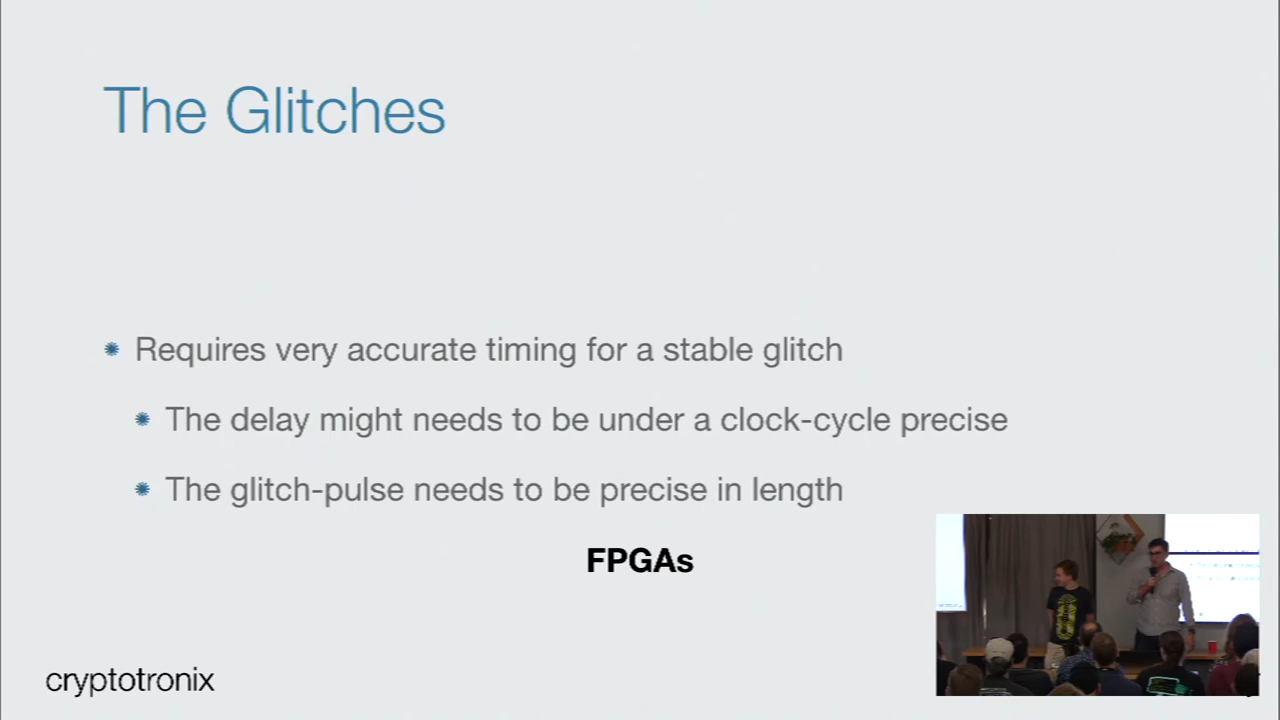 The Glitches
Requires very accurate timing for a stable glitch
The delay might needs to be under a clock-cycle precise
The glitch-pulse needs to be precise in length
FPGAs
cryptotronix